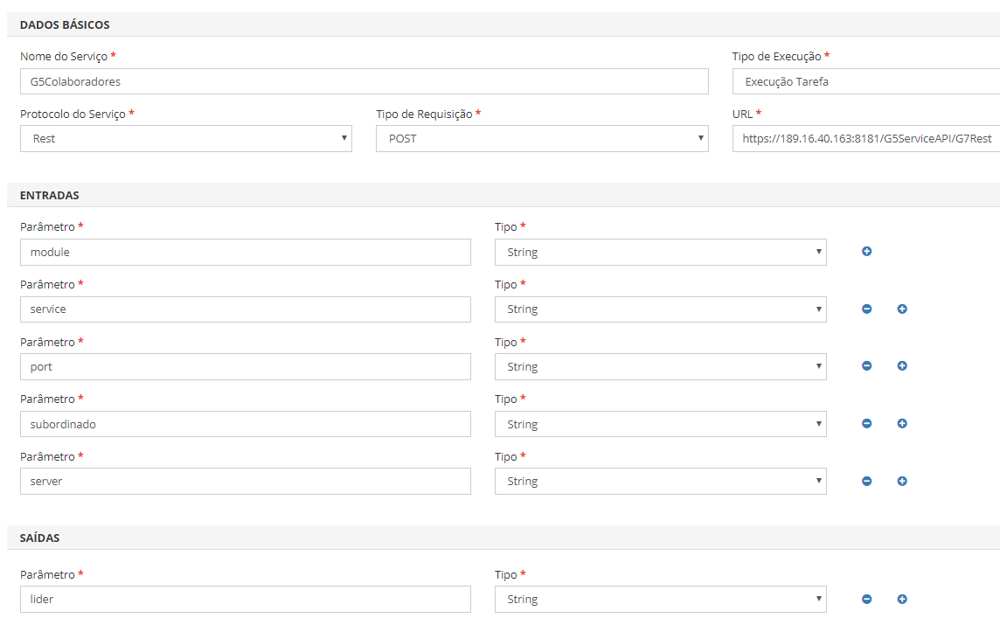 DADOS BÁSICOS
Nome do Serviço * Tipo de Execução *
G5Colaboradores Execução Tarefa
Protocolo do Serviço * Tipo de Requisição * URL *
Rest POST https://189.16.40.163:8181/G5ServiceAPI/G7Rest
ENTRADAS
Parâmetro * Tipo *
module String
Parâmetro * Tipo *
service String
Parâmetro * Tipo *
port String
Parâmetro * Tipo *
subordinado String
Parâmetro * Tipo *
server String
SAÍDAS
Parâmetro * Tipo *
lider String